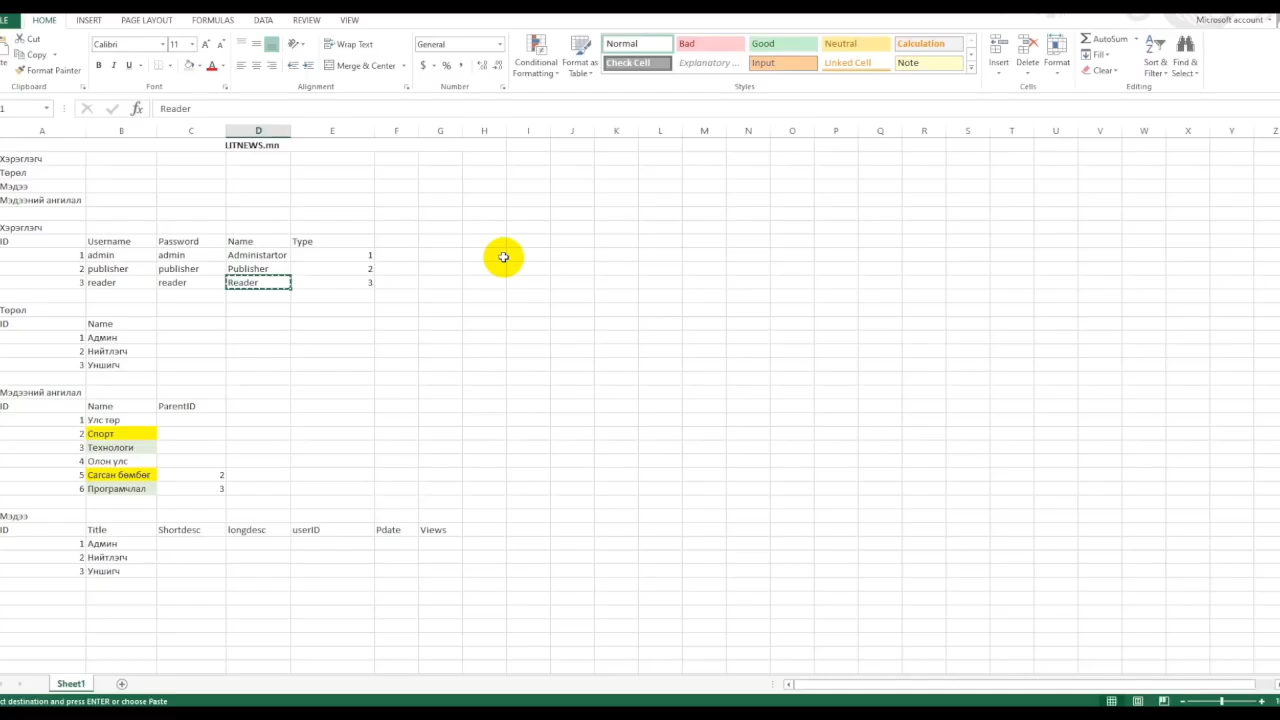 LE HOME INSERT PAGE LAYOUT FORMULAS DATA REVIEW VIEW Microsoft account
Cut
Copy
Format Painter
Clipboard
Calibri 11
B U A
Font
Wrap Text
Merge & Center
Alignment
General
$ % ,
Number
Conditional Formatting
Format as Table
Normal Bad Good Neutral Calculation
Check Cell Explanatory ... Input Linked Cell Note
Styles
Insert Delete Format
Cells
AutoSum
Fill
Clear
Sort & Filter
Find & Select
Editing
1 fx Reader
A B C D E F G H I J K L M N O P Q R S T U V W X Y Z
LITNEWS.mn
Хэрэглэгч
Төрөл
Мэдээ
Мэдээний ангилал
Хэрэглэгч
ID Username Password Name Type
1 admin admin Administartor 1
2 publisher publisher Publisher 2
3 reader reader Reader 3
Төрөл
ID Name
1 Админ
2 Нийтлэгч
3 Уншигч
Мэдээний ангилал
ID Name ParentID
1 Улс төр
2 Спорт
3 Технологи
4 Олон улс
5 Сагсан бөмбөг 2
6 Програмчлал 3
Мэдээ
ID Title Shortdesc longdesc userID Pdate Views
1 Админ
2 Нийтлэгч
3 Уншигч
Sheet1
ct destination and press ENTER or choose Paste